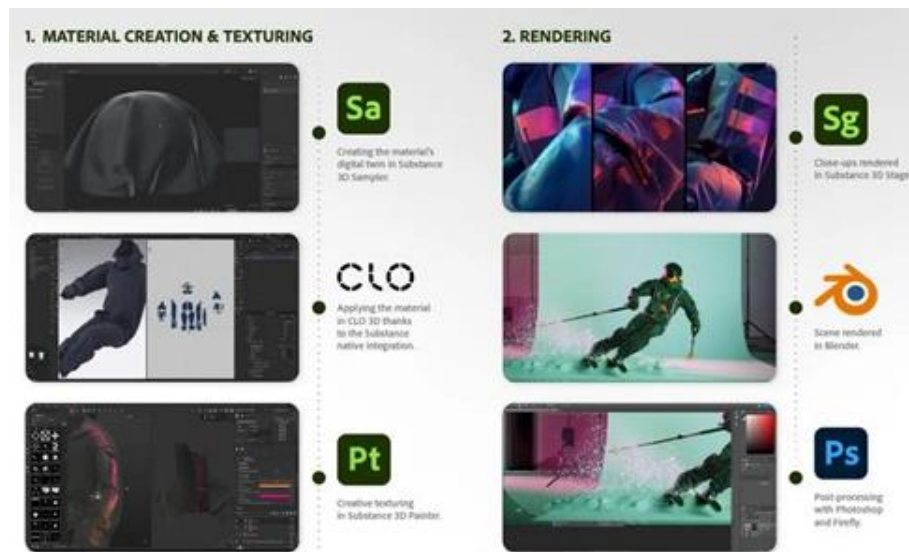 1. MATERIAL CREATION & TEXTURING
Sa
Creating the material's
digital twin in Substance
3D Sampler.
CLO
Applying the material
in CLO 3D thanks
to the Substance
native integration.
Pt
Creative texturing
in Substance 3D Painter.
2. RENDERING
Sg
Close-ups rendered
in Substance 3D Stage
Scene rendered
in Blender.
Ps
Post-processing
with Photoshop
and Firefly.